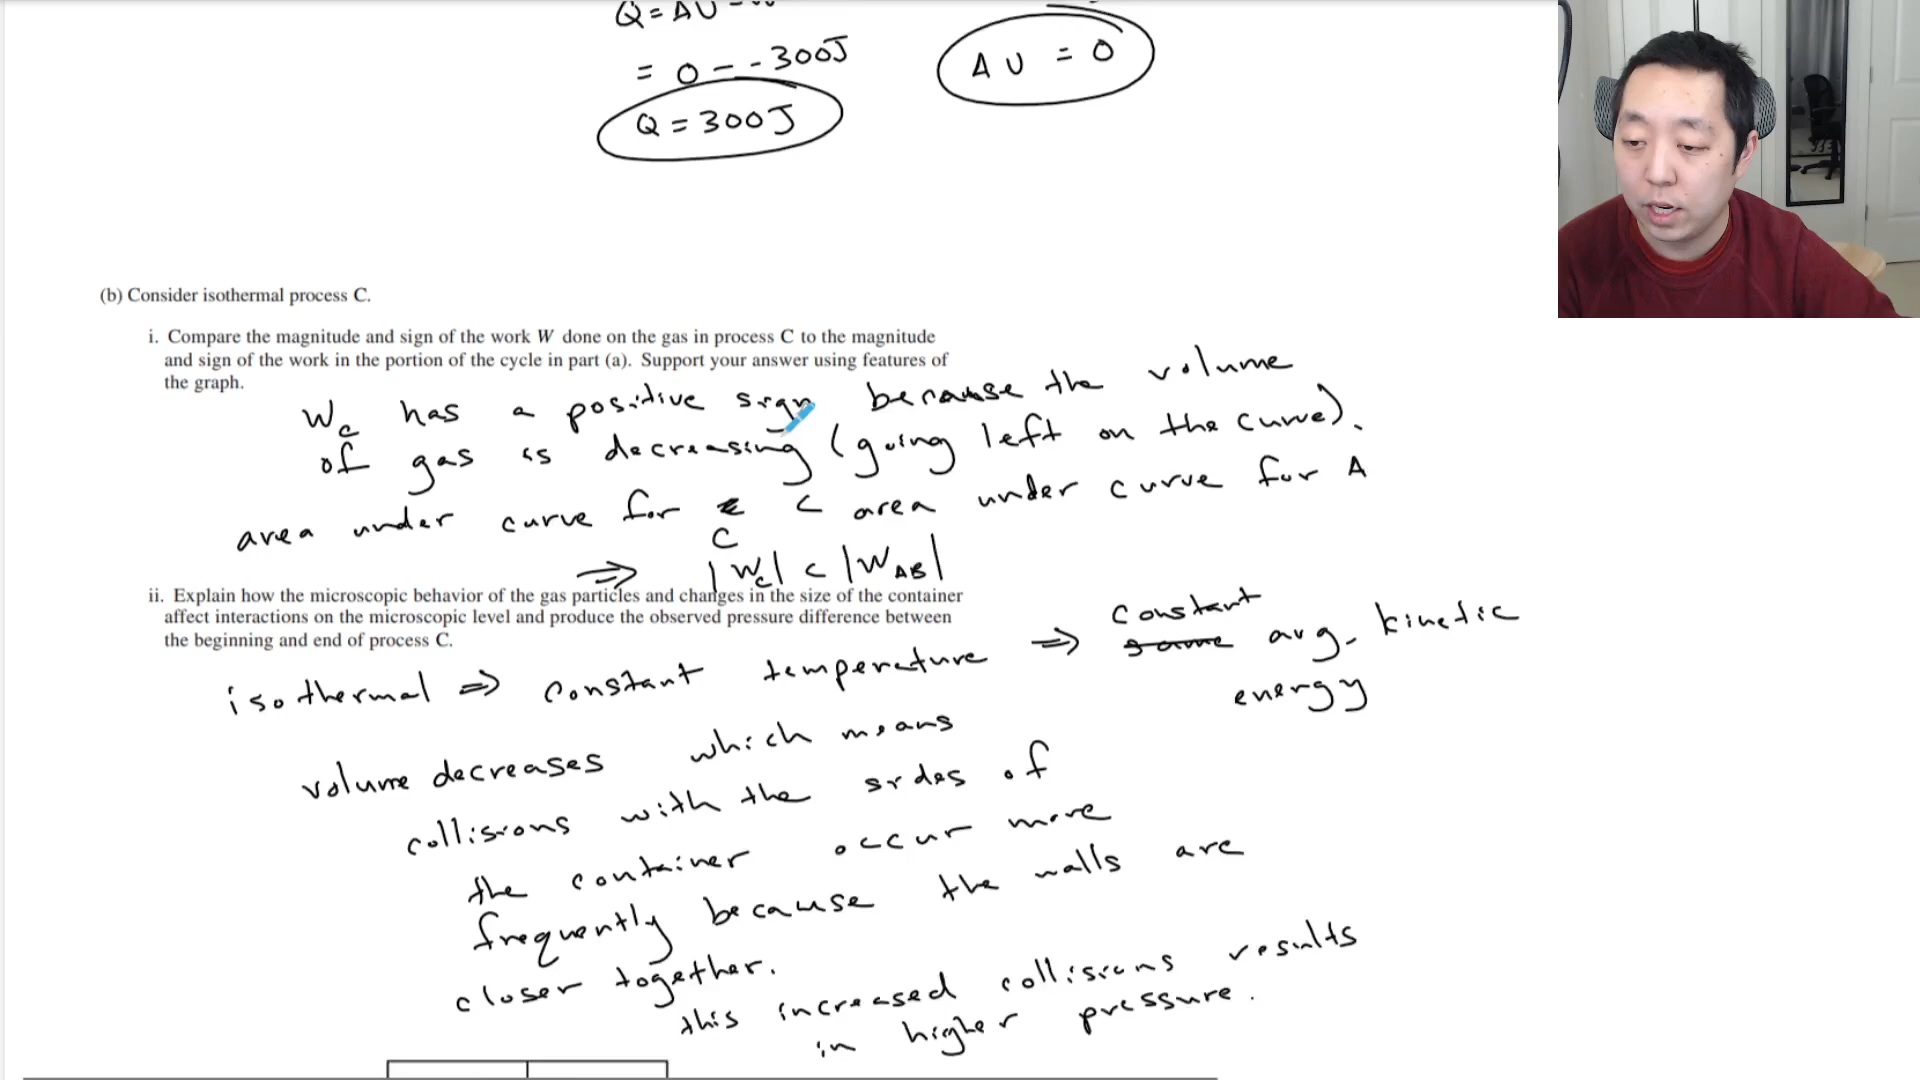 Q = ΔU
= 0 - -300J
ΔU = 0
Q = 300J
(b) Consider isothermal process C.
i. Compare the magnitude and sign of the work W done on the gas in process C to the magnitude
and sign of the work in the portion of the cycle in part (a). Support your answer using features of
the graph.
Wc has a positive sign because the volume
of gas is decreasing (going left on the curve).
area under curve for C < area under curve for A
⇒ |Wc| < |WAB|
ii. Explain how the microscopic behavior of the gas particles and changes in the size of the container
affect interactions on the microscopic level and produce the observed pressure difference between
the beginning and end of process C.
isothermal ⇒ constant temperature ⇒ constant same avg. kinetic
energy
volume decreases which means
collisions with the sides of
the container occur more
frequently because the walls are
closer together.
this increased collisions results
in higher pressure.